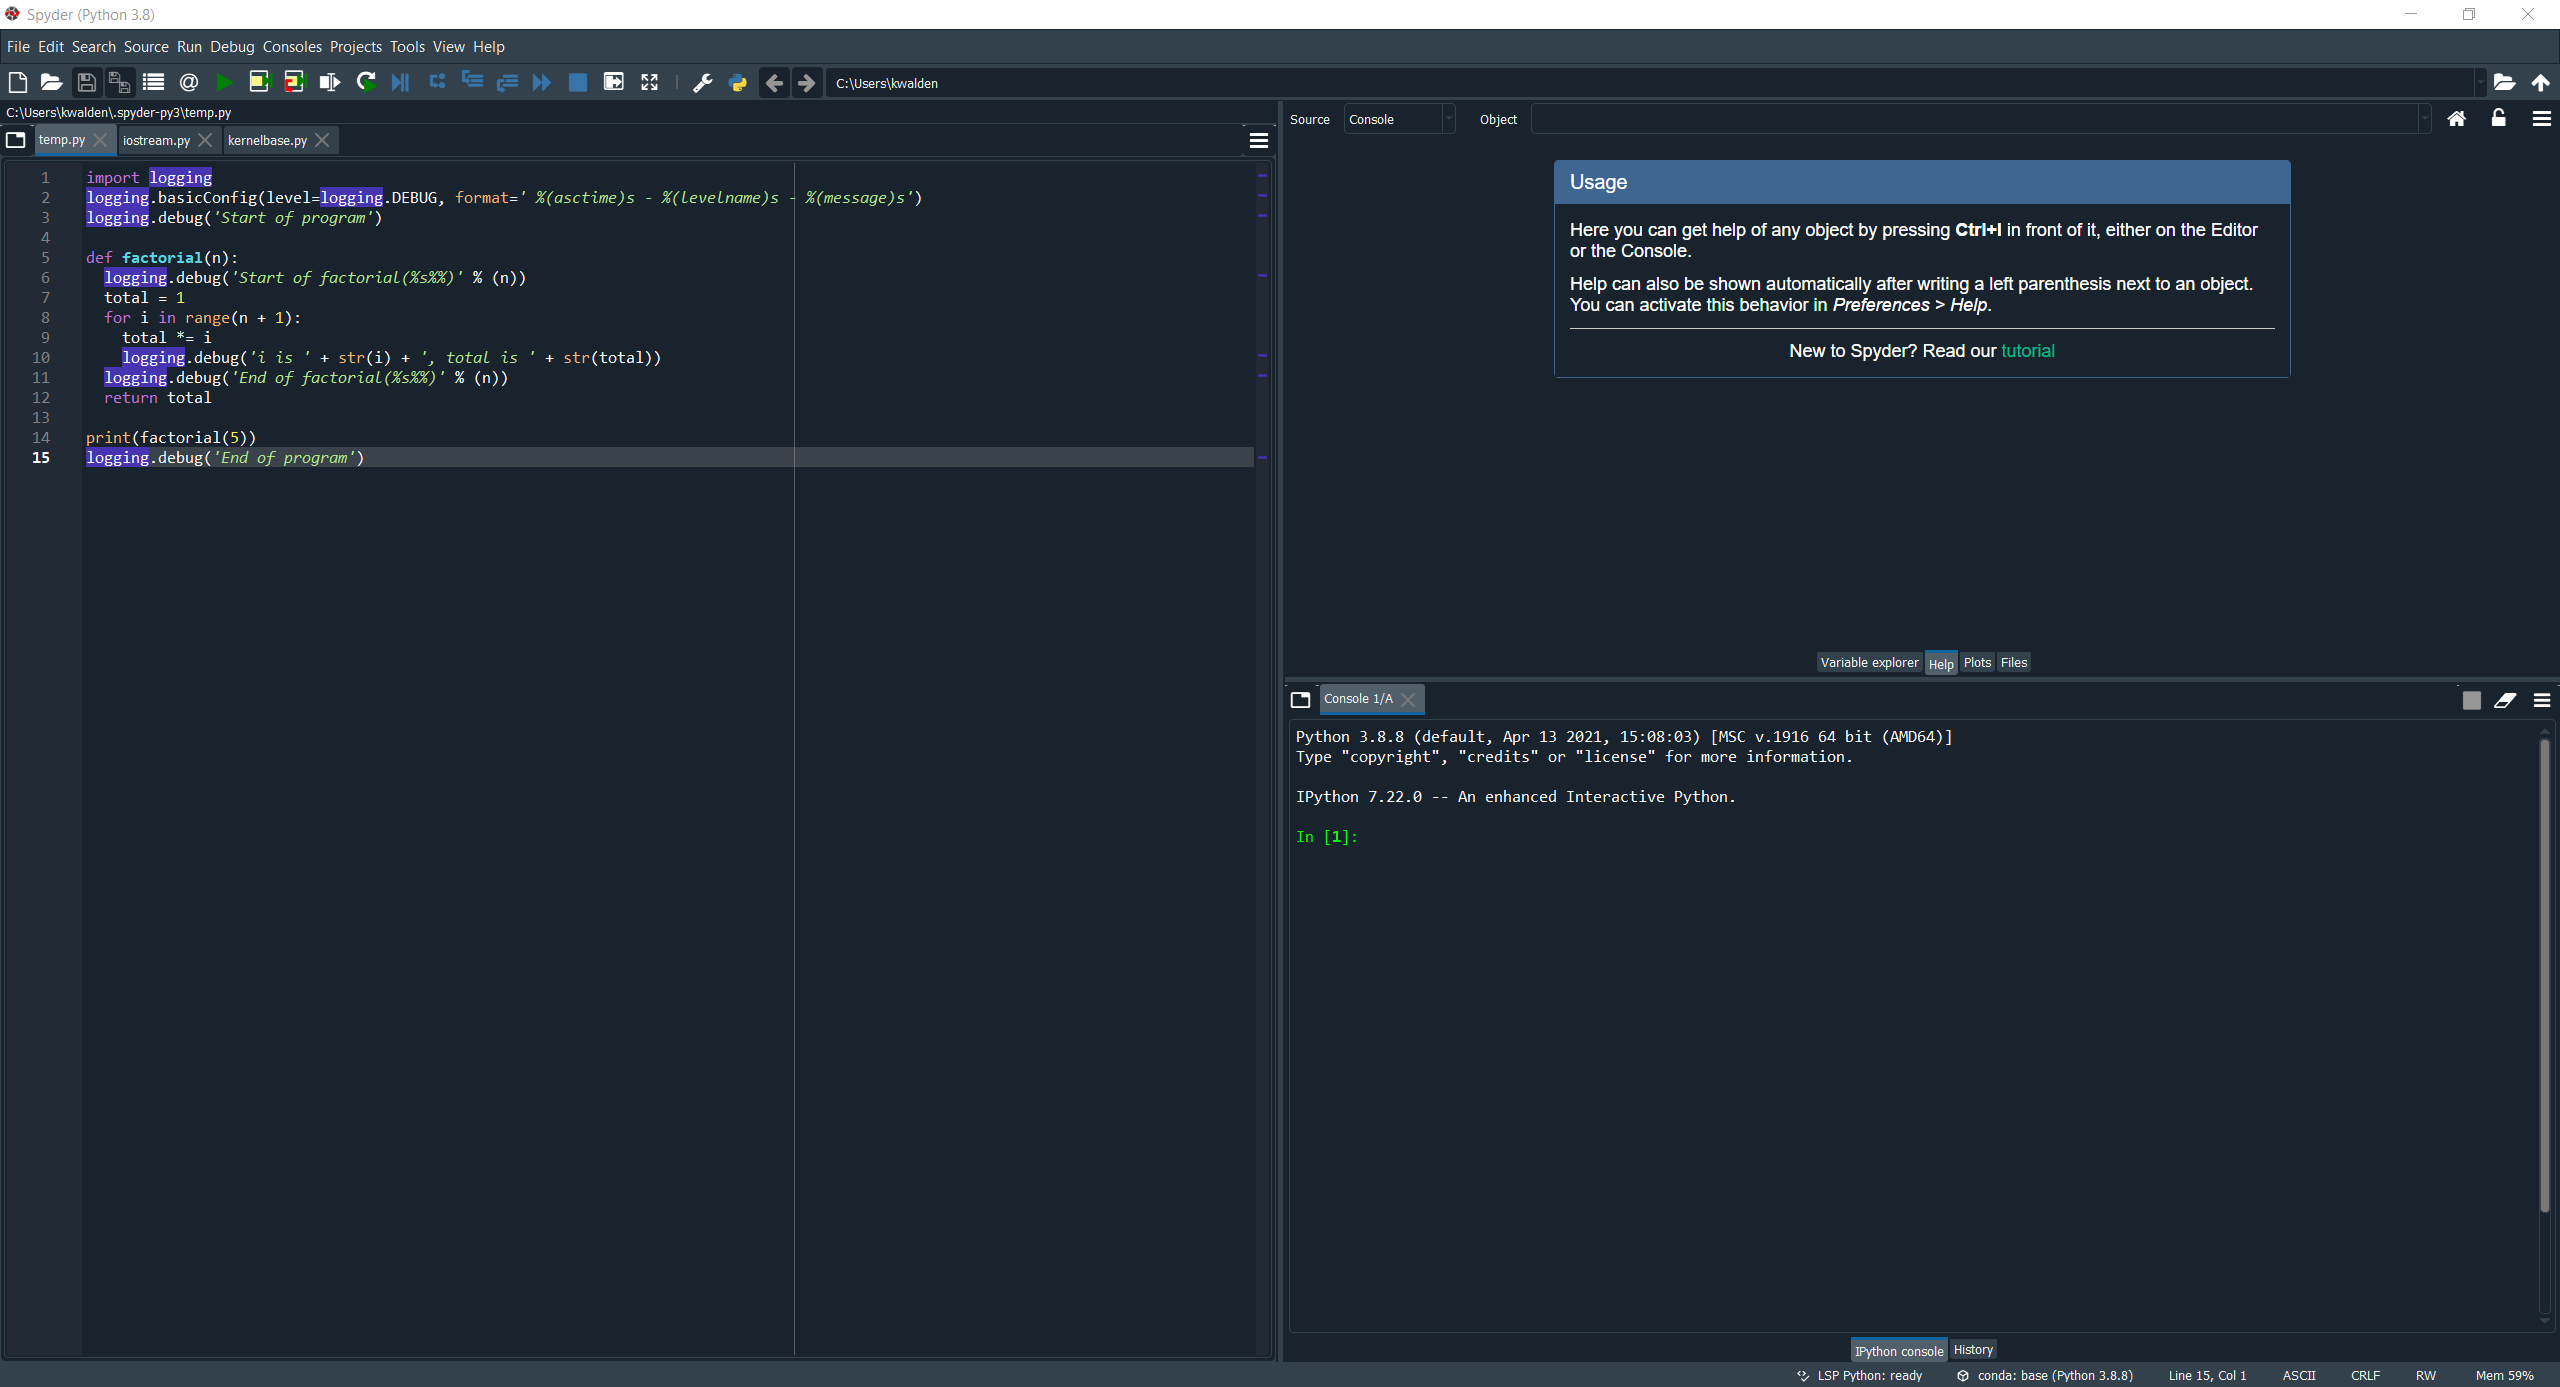 Spyder (Python 3.8)
File Edit Search Source Run Debug Consoles Projects Tools View Help
C:\Users\kwalden
C:\Users\kwalden\.spyder-py3\temp.py
temp.py iostream.py kernelbase.py
1 import logging
2 logging.basicConfig(level=logging.DEBUG, format=' %(asctime)s - %(levelname)s - %(message)s')
3 logging.debug('Start of program')
4
5 def factorial(n):
6   logging.debug('Start of factorial(%s%%)' % (n))
7   total = 1
8   for i in range(n + 1):
9     total *= i
10     logging.debug('i is ' + str(i) + ', total is ' + str(total))
11   logging.debug('End of factorial(%s%%)' % (n))
12   return total
13
14 print(factorial(5))
15 logging.debug('End of program')
Source Console Object
Usage
Here you can get help of any object by pressing Ctrl+I in front of it, either on the Editor
or the Console.
Help can also be shown automatically after writing a left parenthesis next to an object.
You can activate this behavior in Preferences > Help.
New to Spyder? Read our tutorial
Variable explorer Help Plots Files
Console 1/A
Python 3.8.8 (default, Apr 13 2021, 15:08:03) [MSC v.1916 64 bit (AMD64)]
Type "copyright", "credits" or "license" for more information.
IPython 7.22.0 -- An enhanced Interactive Python.
In [1]:
IPython console History
LSP Python: ready conda: base (Python 3.8.8) Line 15, Col 1 ASCII CRLF RW Mem 59%